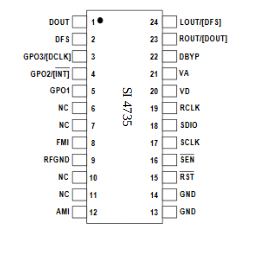 DOUT 1 24 LOUT/[DFS]
DFS 2 23 ROUT/[DOUT]
GPO3/[DCLK] 3 22 DBYP
GPO2/[INT] 4 21 VA
GPO1 5 20 VD
NC 6 19 RCLK
NC 7 18 SDIO
FMI 8 17 SCLK
RFGND 9 16 SEN
NC 10 15 RST
NC 11 14 GND
AMI 12 13 GND
SI 4735